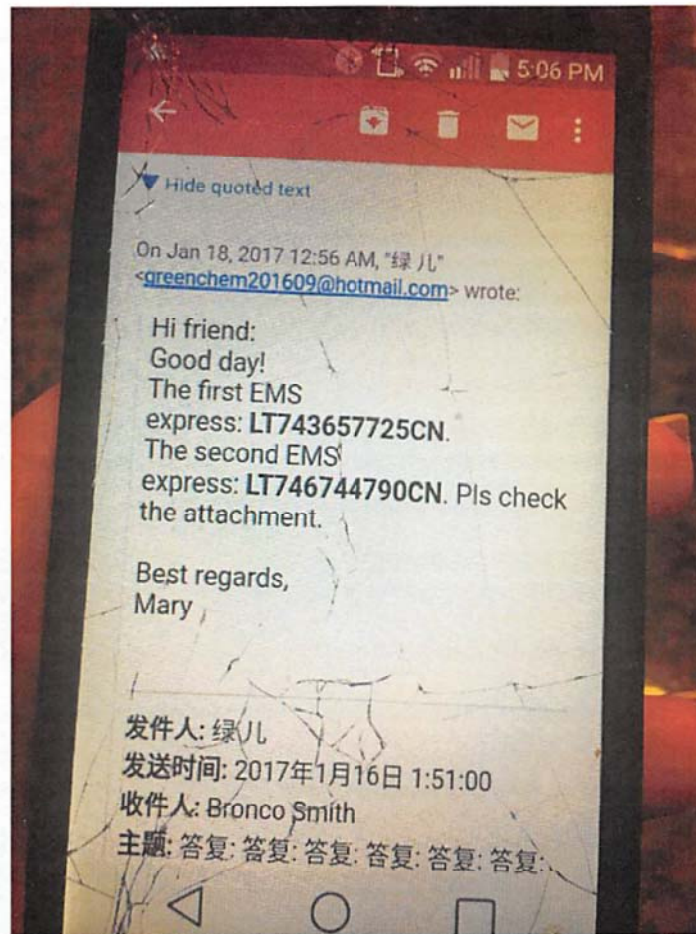 5:06 PM
Hide quoted text
On Jan 18, 2017 12:56 AM, "绿 儿"
<greenchem201609@hotmail.com> wrote:
Hi friend:
Good day!
The first EMS
express: LT743657725CN.
The second EMS
express: LT746744790CN. Pls check
the attachment.
Best regards,
Mary
发件人: 绿 儿
发送时间: 2017年1月16日 1:51:00
收件人: Bronco Smith
主题: 答复: 答复: 答复: 答复: 答复: 答复:...